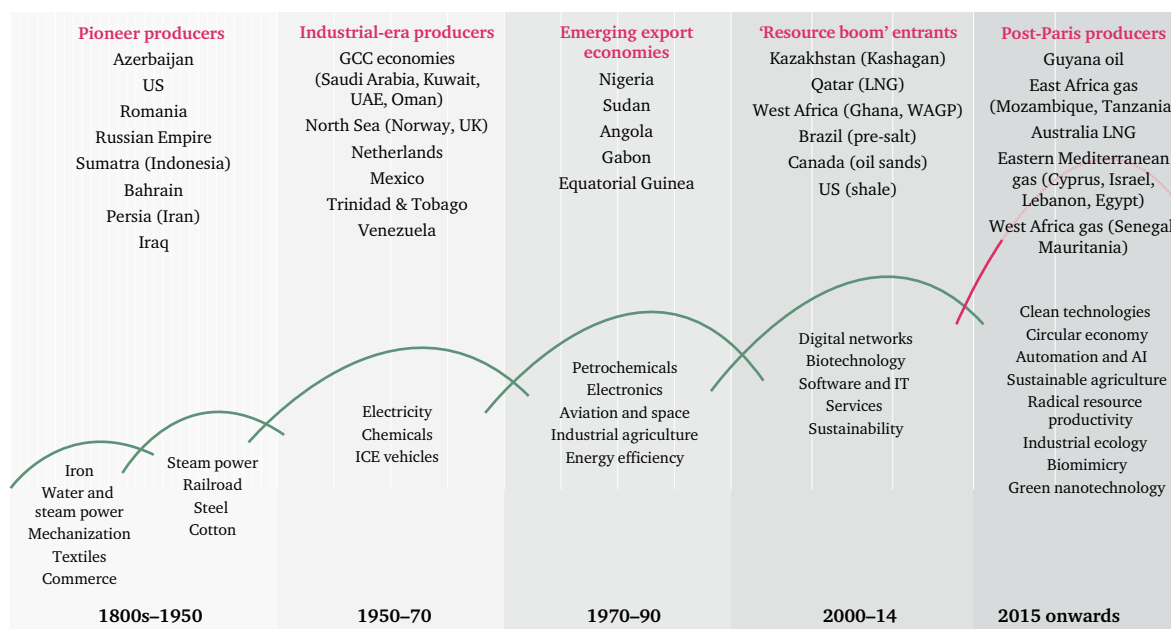 Pioneer producers
Azerbaijan
US
Romania
Russian Empire
Sumatra (Indonesia)
Bahrain
Persia (Iran)
Iraq
Industrial-era producers
GCC economies
(Saudi Arabia, Kuwait,
UAE, Oman)
North Sea (Norway, UK)
Netherlands
Mexico
Trinidad & Tobago
Venezuela
Emerging export
economies
Nigeria
Sudan
Angola
Gabon
Equatorial Guinea
‘Resource boom’ entrants
Kazakhstan (Kashagan)
Qatar (LNG)
West Africa (Ghana, WAGP)
Brazil (pre-salt)
Canada (oil sands)
US (shale)
Post-Paris producers
Guyana oil
East Africa gas
(Mozambique, Tanzania
Australia LNG
Eastern Mediterranean
gas (Cyprus, Israel,
Lebanon, Egypt)
West Africa gas (Senegal
Mauritania)
Iron
Water and
steam power
Mechanization
Textiles
Commerce
Steam power
Railroad
Steel
Cotton
Electricity
Chemicals
ICE vehicles
Petrochemicals
Electronics
Aviation and space
Industrial agriculture
Energy efficiency
Digital networks
Biotechnology
Software and IT
Services
Sustainability
Clean technologies
Circular economy
Automation and AI
Sustainable agriculture
Radical resource
productivity
Industrial ecology
Biomimicry
Green nanotechnology
1800s–1950
1950–70
1970–90
2000–14
2015 onwards